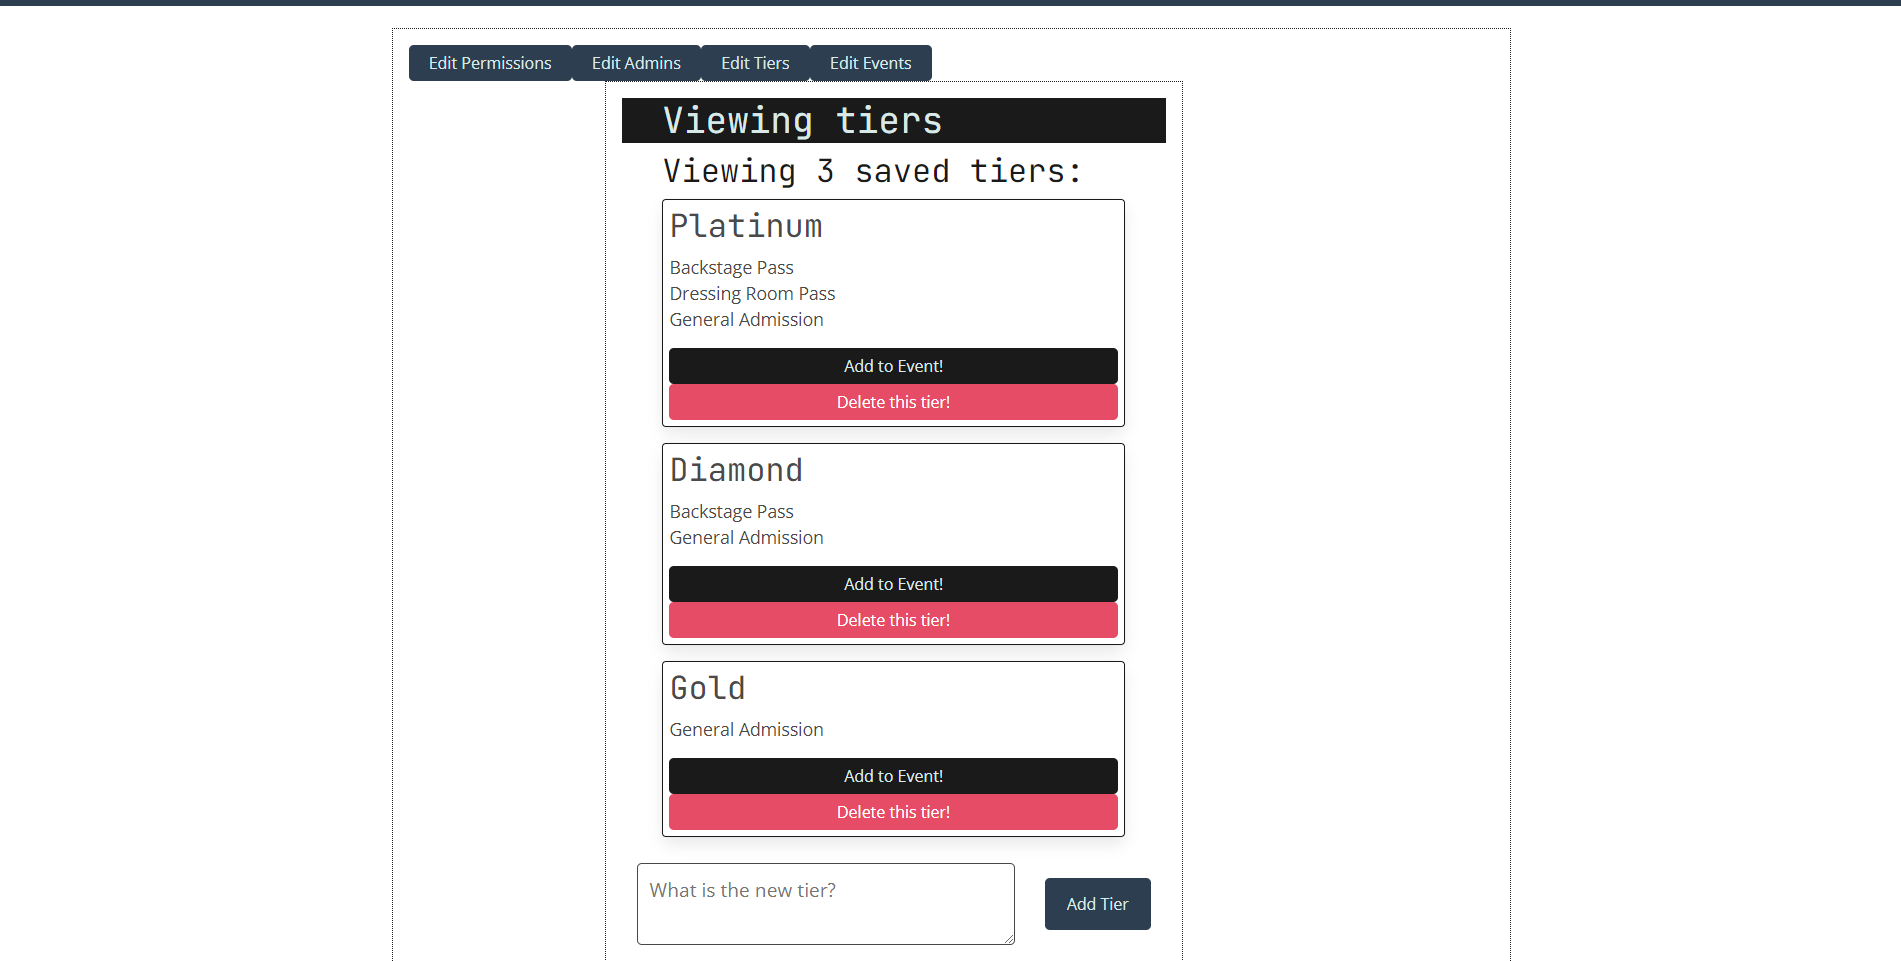 Edit Permissions Edit Admins Edit Tiers Edit Events
Viewing tiers
Viewing 3 saved tiers:
Platinum
Backstage Pass
Dressing Room Pass
General Admission
Add to Event!
Delete this tier!
Diamond
Backstage Pass
General Admission
Add to Event!
Delete this tier!
Gold
General Admission
Add to Event!
Delete this tier!
What is the new tier?
Add Tier